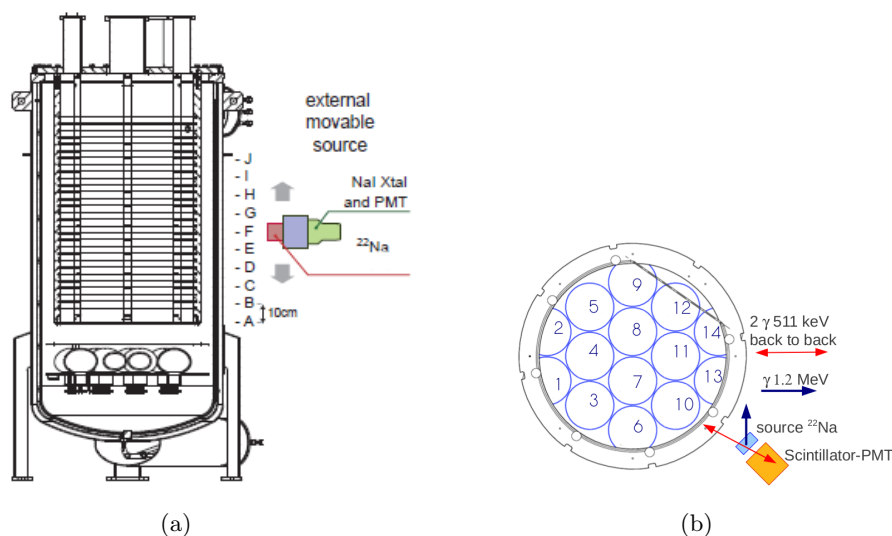 external
movable
source
NaI Xtal
and PMT
²²Na
- J
- I
- H
- G
- F
- E
- D
- C
- B
- A
10cm
9
5
12
2
8
14
4
11
1
7
13
3
10
6
2 γ 511 keV
back to back
γ 1.2 MeV
source ²²Na
Scintillator-PMT
(a)
(b)